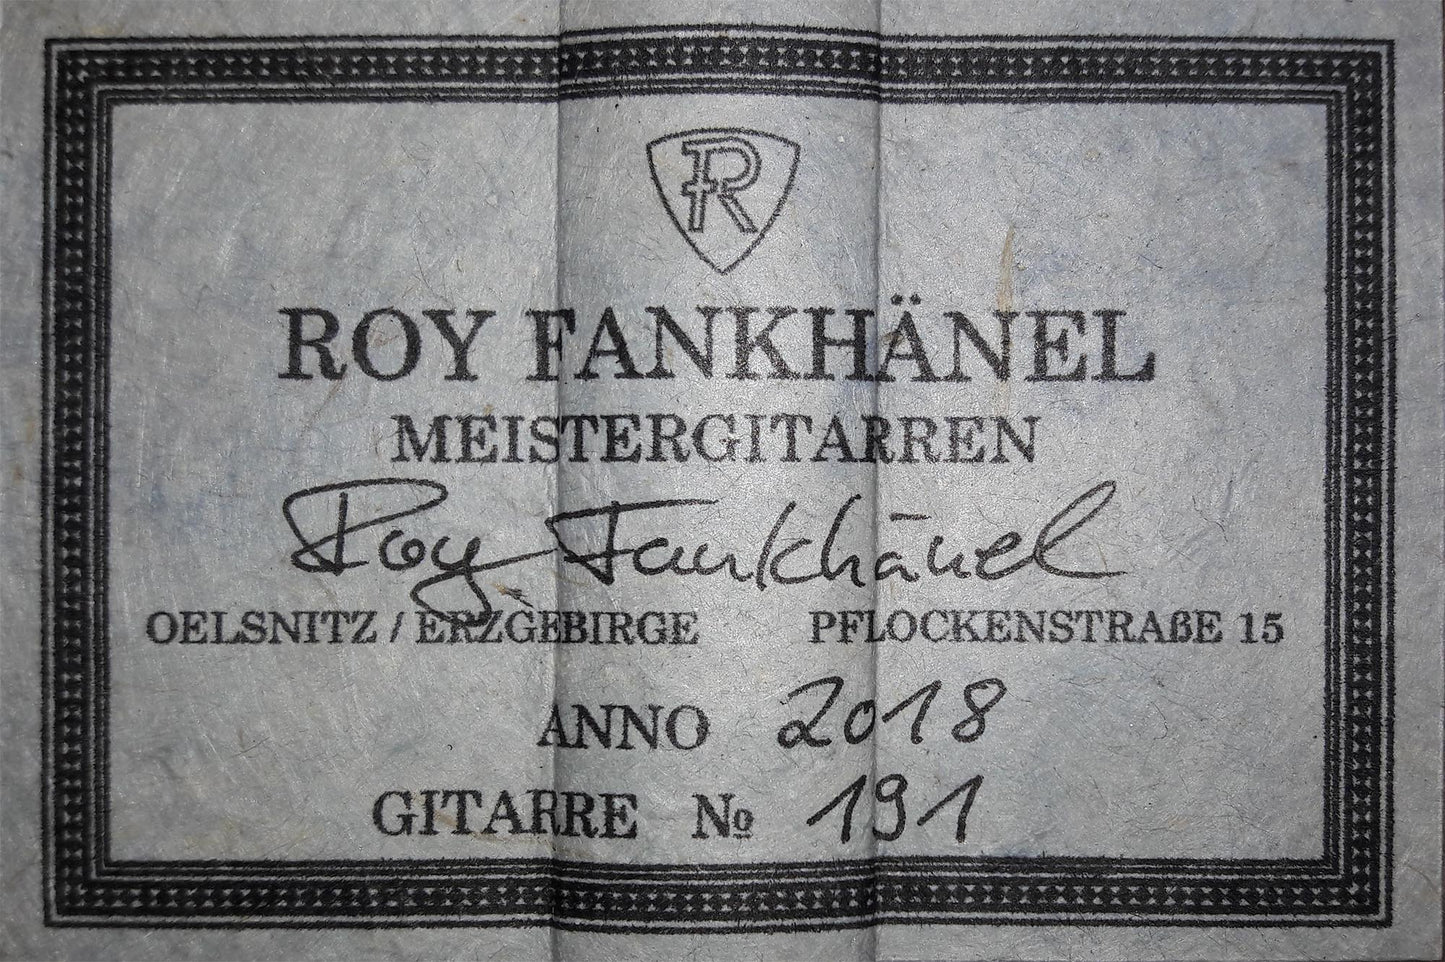 R
ROY FANKHÄNEL
MEISTERGITARREN
Roy Fankhänel
OELSNITZ / ERZGEBIRGE PFLOCKENSTRAßE 15
ANNO 2018
GITARRE № 191